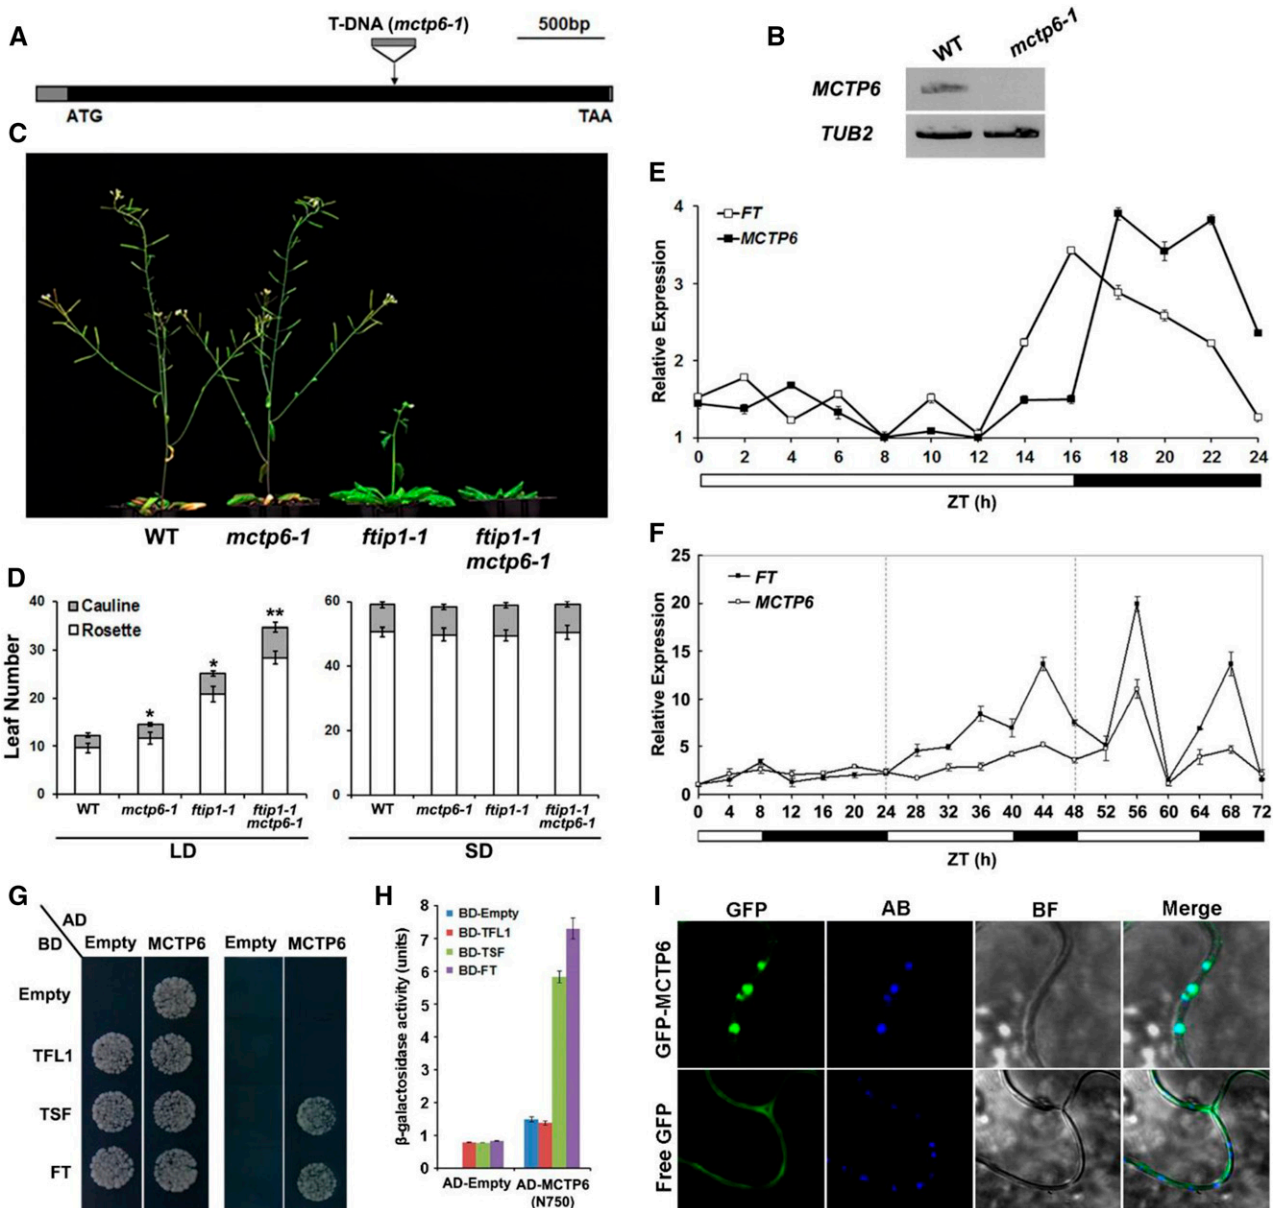 A
T-DNA (mctp6-1)
500bp
ATG
TAA
B
WT
mctp6-1
MCTP6
TUB2
C
WT
mctp6-1
ftip1-1
ftip1-1
mctp6-1
D
Leaf Number
40
30
20
10
0
Cauline
Rosette
*
*
**
WT
mctp6-1
ftip1-1
ftip1-1
mctp6-1
LD
60
40
20
0
WT
mctp6-1
ftip1-1
ftip1-1
mctp6-1
SD
E
Relative Expression
4
3
2
1
FT
MCTP6
0 2 4 6 8 10 12 14 16 18 20 22 24
ZT (h)
F
Relative Expression
25
20
15
10
5
0
FT
MCTP6
0 4 8 12 16 20 24 28 32 36 40 44 48 52 56 60 64 68 72
ZT (h)
G
AD
BD
Empty MCTP6 Empty MCTP6
Empty
TFL1
TSF
FT
H
β-galactosidase activity (units)
8
7
6
5
4
3
2
1
0
BD-Empty
BD-TFL1
BD-TSF
BD-FT
AD-Empty
AD-MCTP6
(N750)
I
GFP AB BF Merge
GFP-MCTP6
Free GFP